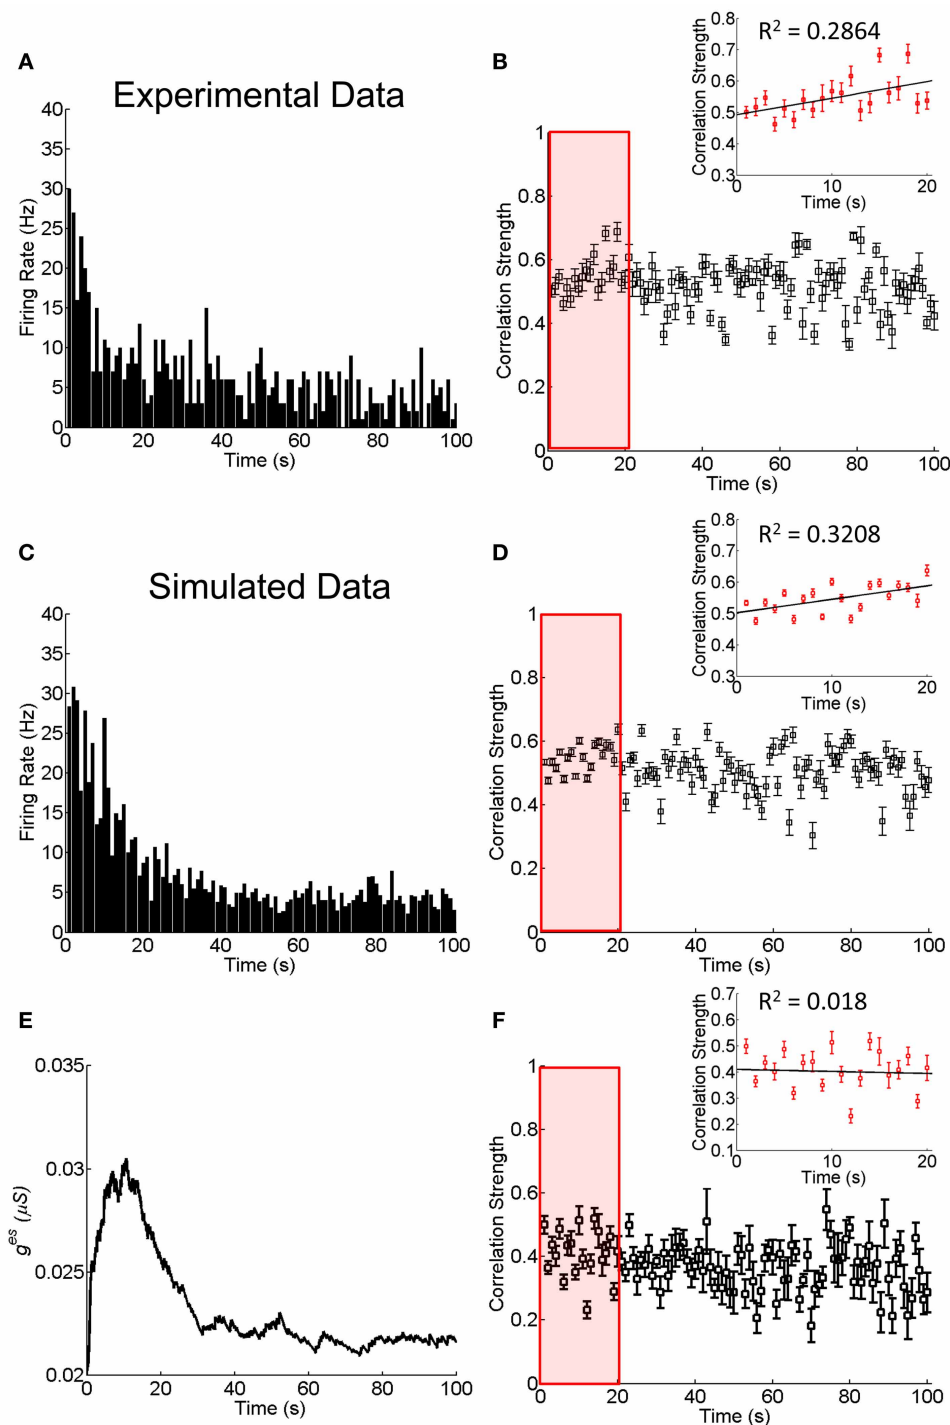 A
Experimental Data
40
35
30
25
20
15
10
5
0
Firing Rate (Hz)
0 20 40 60 80 100
Time (s)
B
R² = 0.2864
0.8
0.7
0.6
0.5
0.4
0.3
Correlation Strength
0 10 20
Time (s)
1
0.8
0.6
0.4
0.2
0
Correlation Strength
0 20 40 60 80 100
Time (s)
C
Simulated Data
40
35
30
25
20
15
10
5
0
Firing Rate (Hz)
0 20 40 60 80 100
Time (s)
D
R² = 0.3208
0.8
0.7
0.6
0.5
0.4
0.3
Correlation Strength
0 10 20
Time (s)
1
0.8
0.6
0.4
0.2
0
Correlation Strength
0 20 40 60 80 100
Time (s)
E
0.035
0.03
0.025
0.02
g^es (μS)
0 20 40 60 80 100
Time (s)
F
R² = 0.018
0.7
0.6
0.5
0.4
0.3
0.2
0.1
Correlation Strength
0 10 20
Time (s)
1
0.8
0.6
0.4
0.2
0
Correlation Strength
0 20 40 60 80 100
Time (s)